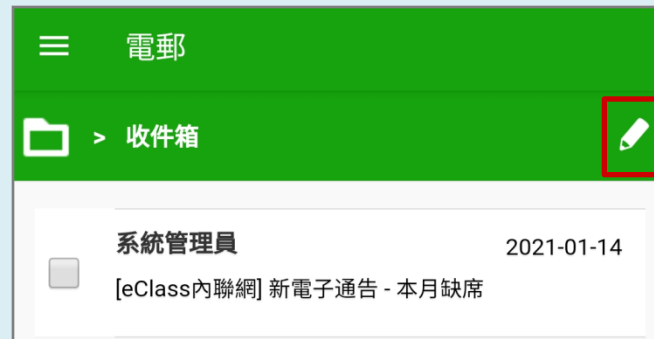 電郵
> 收件箱
系統管理員
2021-01-14
[eClass內聯網] 新電子通告 - 本月缺席